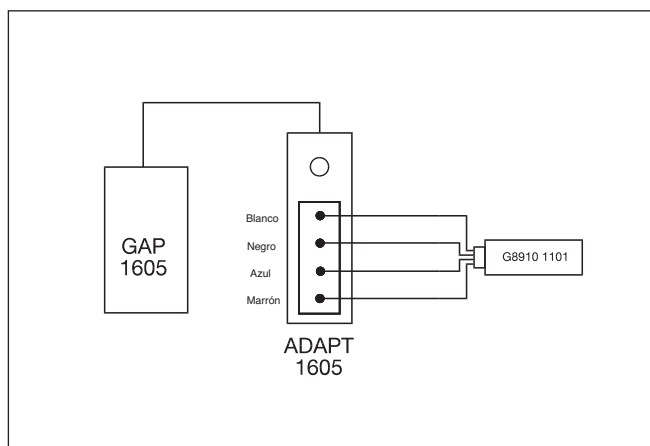 Blanco
Negro
Azul
Marrón
GAP
1605
G8910 1101
ADAPT
1605